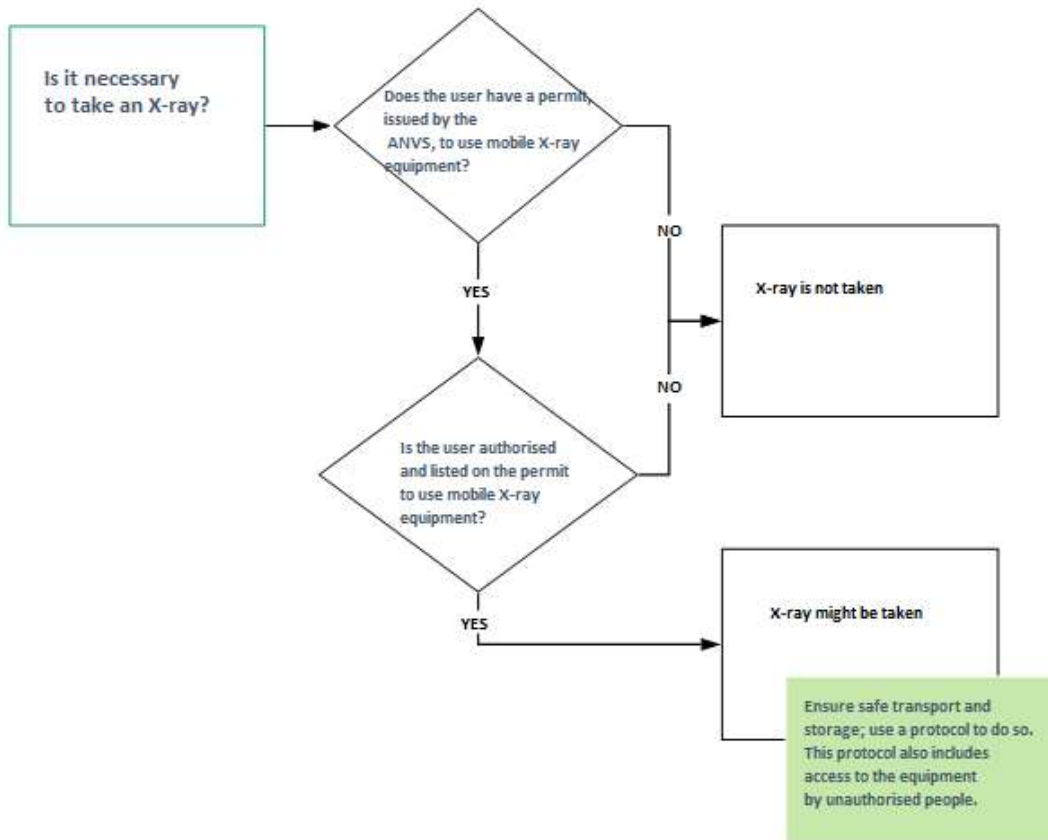 Is it necessary
to take an X-ray?
Does the user have a permit,
issued by the
ANVS, to use mobile X-ray
equipment?
NO
YES
X-ray is not taken
NO
Is the user authorised
and listed on the permit
to use mobile X-ray
equipment?
YES
X-ray might be taken
Ensure safe transport and
storage; use a protocol to do so.
This protocol also includes
access to the equipment
by unauthorised people.